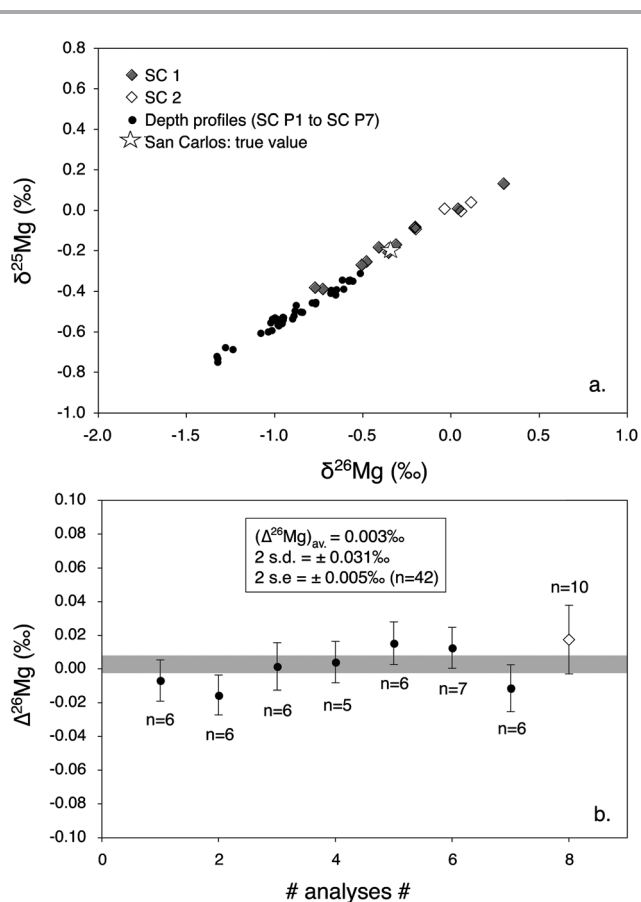 0.8
0.6
0.4
0.2
0.0
-0.2
-0.4
-0.6
-0.8
-1.0
δ²⁵Mg (‰)
SC 1
SC 2
Depth profiles (SC P1 to SC P7)
San Carlos: true value
a.
-2.0 -1.5 -1.0 -0.5 0.0 0.5 1.0
δ²⁶Mg (‰)
0.10
0.08
0.06
0.04
0.02
0.00
-0.02
-0.04
-0.06
-0.08
-0.10
Δ²⁶Mg (‰)
(Δ²⁶Mg)av. = 0.003‰
2 s.d. = ± 0.031‰
2 s.e = ± 0.005‰ (n=42)
n=6
n=6
n=6
n=5
n=6
n=7
n=6
n=10
b.
0 2 4 6 8
# analyses #